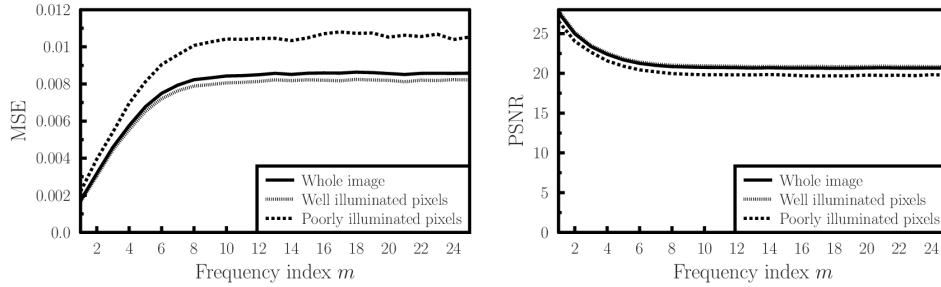 0.012
0.01
0.008
0.006
0.004
0.002
0.0
MSE
2 4 6 8 10 12 14 16 18 20 22 24
Frequency index m
Whole image
Well illuminated pixels
Poorly illuminated pixels
25
20
15
10
5
0
PSNR
2 4 6 8 10 12 14 16 18 20 22 24
Frequency index m
Whole image
Well illuminated pixels
Poorly illuminated pixels